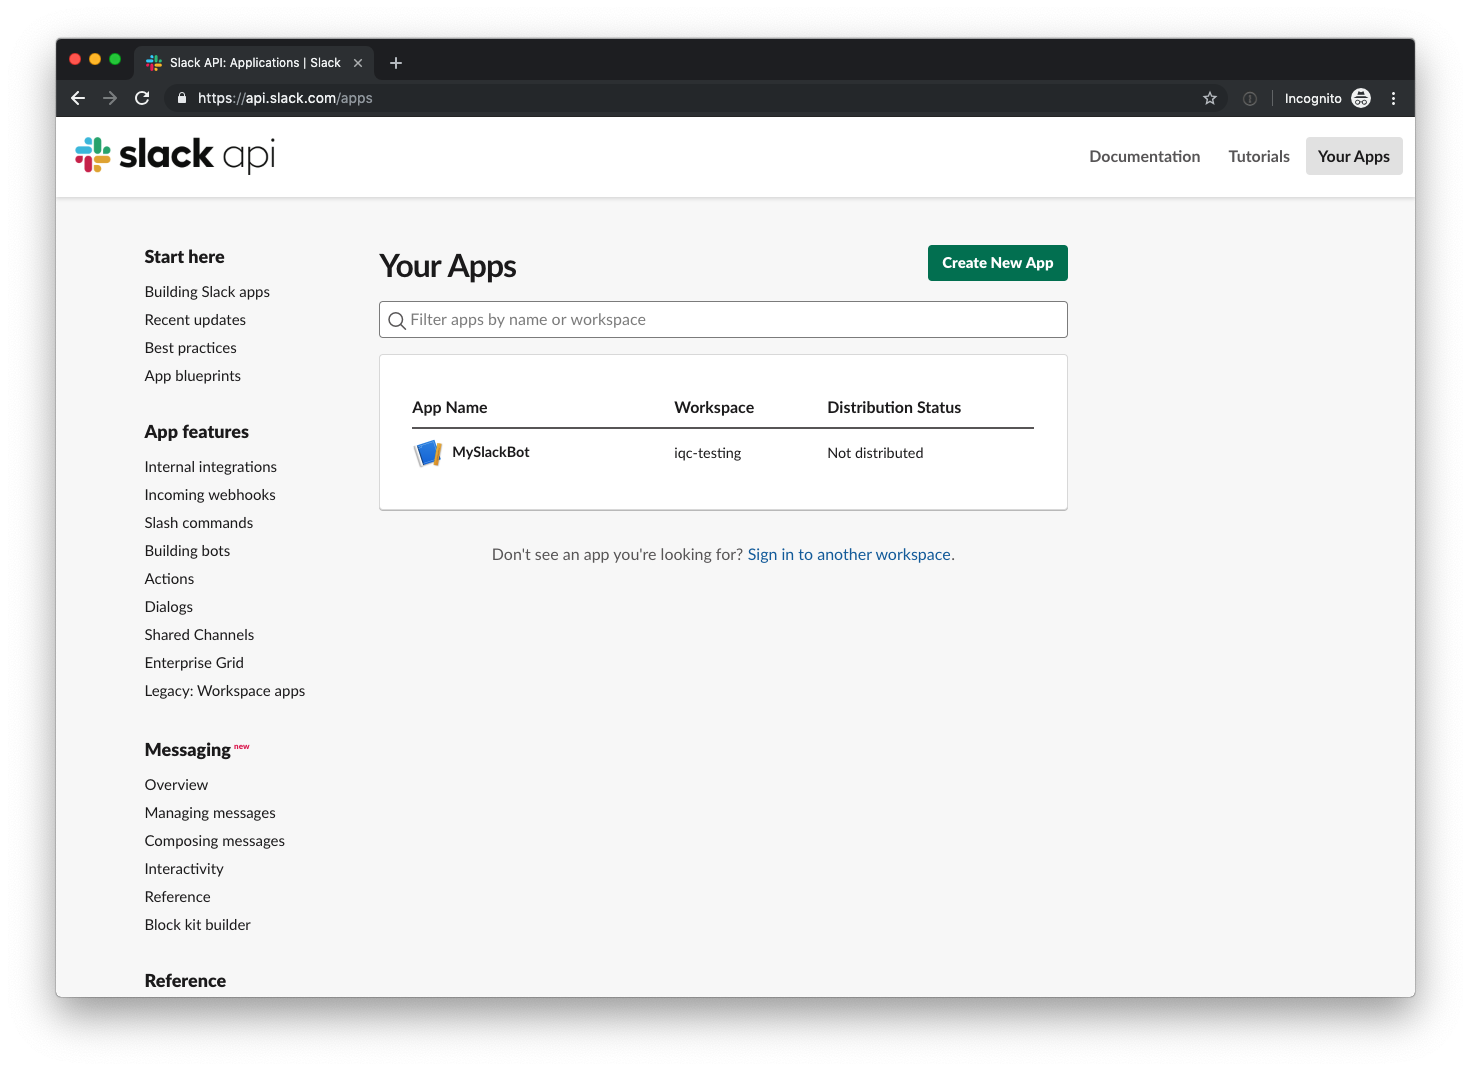 Slack API: Applications | Slack
https://api.slack.com/apps
Incognito
slack api
Documentation Tutorials Your Apps
Start here
Building Slack apps
Recent updates
Best practices
App blueprints
App features
Internal integrations
Incoming webhooks
Slash commands
Building bots
Actions
Dialogs
Shared Channels
Enterprise Grid
Legacy: Workspace apps
Messaging new
Overview
Managing messages
Composing messages
Interactivity
Reference
Block kit builder
Reference
Your Apps
Create New App
Filter apps by name or workspace
App Name Workspace Distribution Status
MySlackBot iqc-testing Not distributed
Don't see an app you're looking for? Sign in to another workspace.